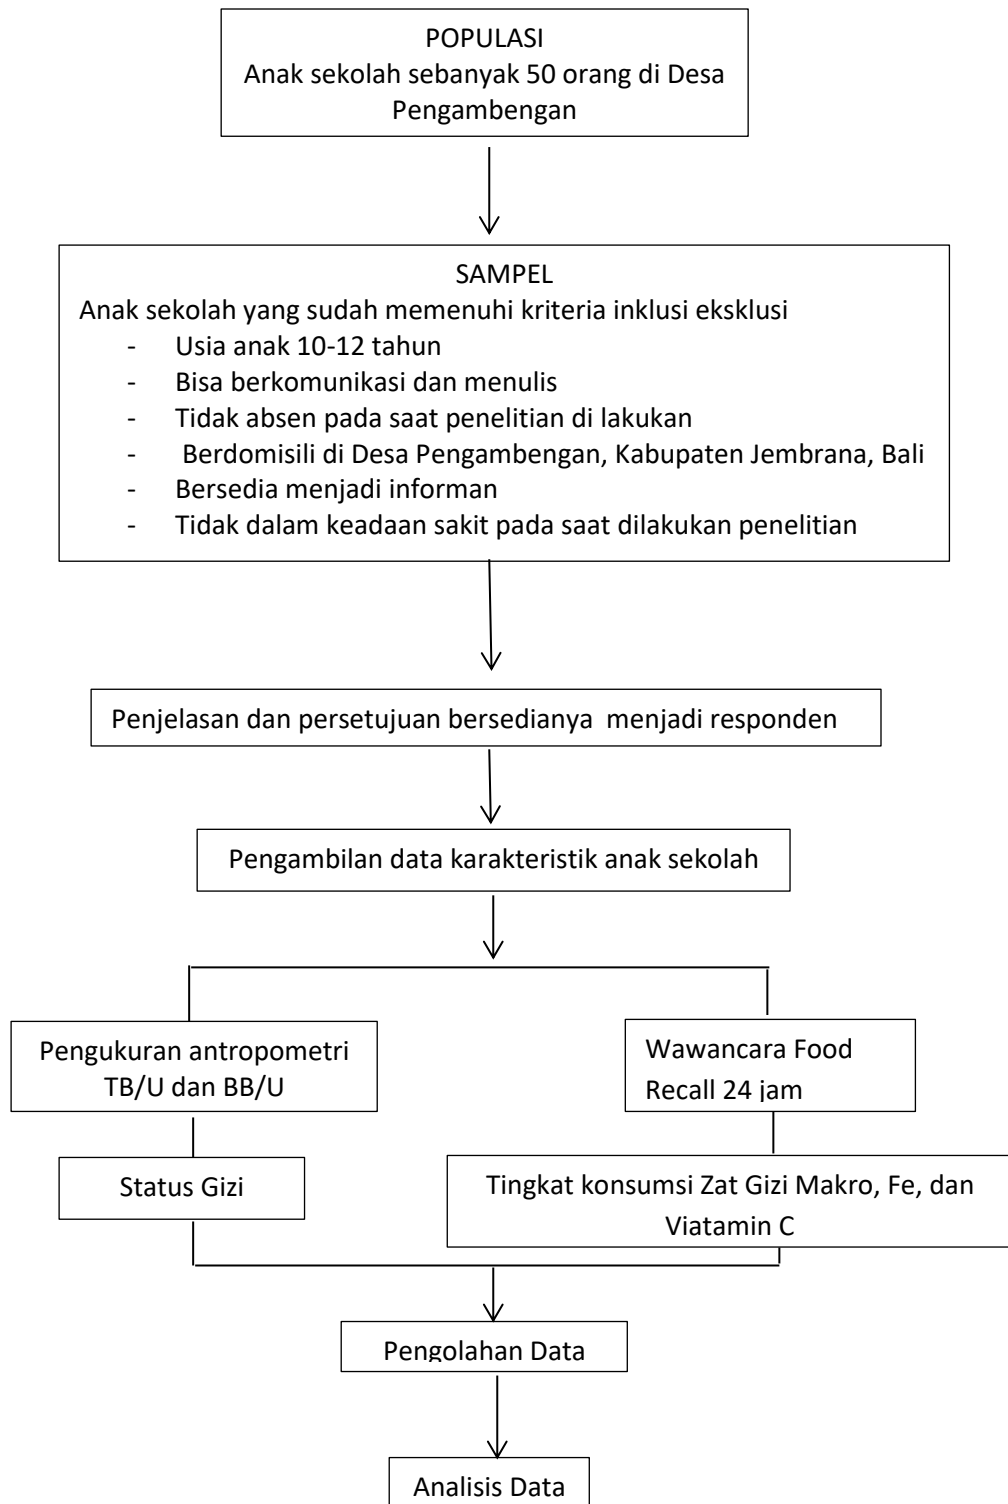 POPULASI
Anak sekolah sebanyak 50 orang di Desa
Pengambengan
SAMPEL
Anak sekolah yang sudah memenuhi kriteria inklusi eksklusi
- Usia anak 10-12 tahun
- Bisa berkomunikasi dan menulis
- Tidak absen pada saat penelitian di lakukan
- Berdomisili di Desa Pengambengan, Kabupaten Jembrana, Bali
- Bersedia menjadi informan
- Tidak dalam keadaan sakit pada saat dilakukan penelitian
Penjelasan dan persetujuan bersedianya menjadi responden
Pengambilan data karakteristik anak sekolah
Pengukuran antropometri
TB/U dan BB/U
Wawancara Food
Recall 24 jam
Status Gizi
Tingkat konsumsi Zat Gizi Makro, Fe, dan
Viatamin C
Pengolahan Data
Analisis Data